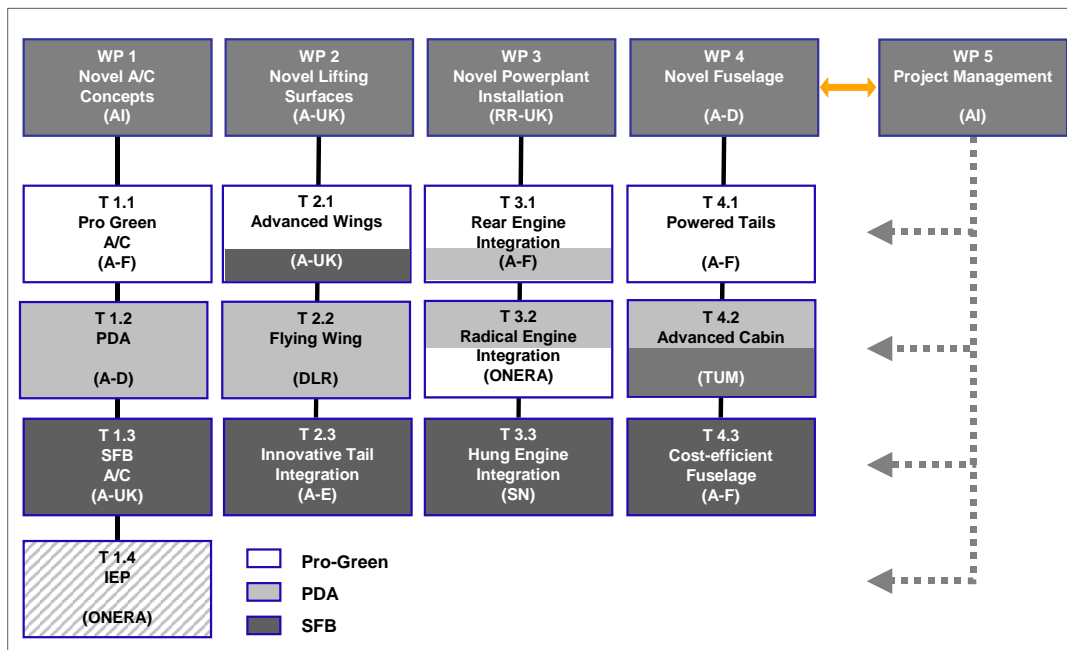 WP 1
Novel A/C
Concepts
(AI)
WP 2
Novel Lifting
Surfaces
(A-UK)
WP 3
Novel Powerplant
Installation
(RR-UK)
WP 4
Novel Fuselage
(A-D)
WP 5
Project Management
(AI)
T 1.1
Pro Green
A/C
(A-F)
T 2.1
Advanced Wings
(A-UK)
T 3.1
Rear Engine
Integration
(A-F)
T 4.1
Powered Tails
(A-F)
T 1.2
PDA
(A-D)
T 2.2
Flying Wing
(DLR)
T 3.2
Radical Engine
Integration
(ONERA)
T 4.2
Advanced Cabin
(TUM)
T 1.3
SFB
A/C
(A-UK)
T 2.3
Innovative Tail
Integration
(A-E)
T 3.3
Hung Engine
Integration
(SN)
T 4.3
Cost-efficient
Fuselage
(A-F)
T 1.4
IEP
(ONERA)
Pro-Green
PDA
SFB